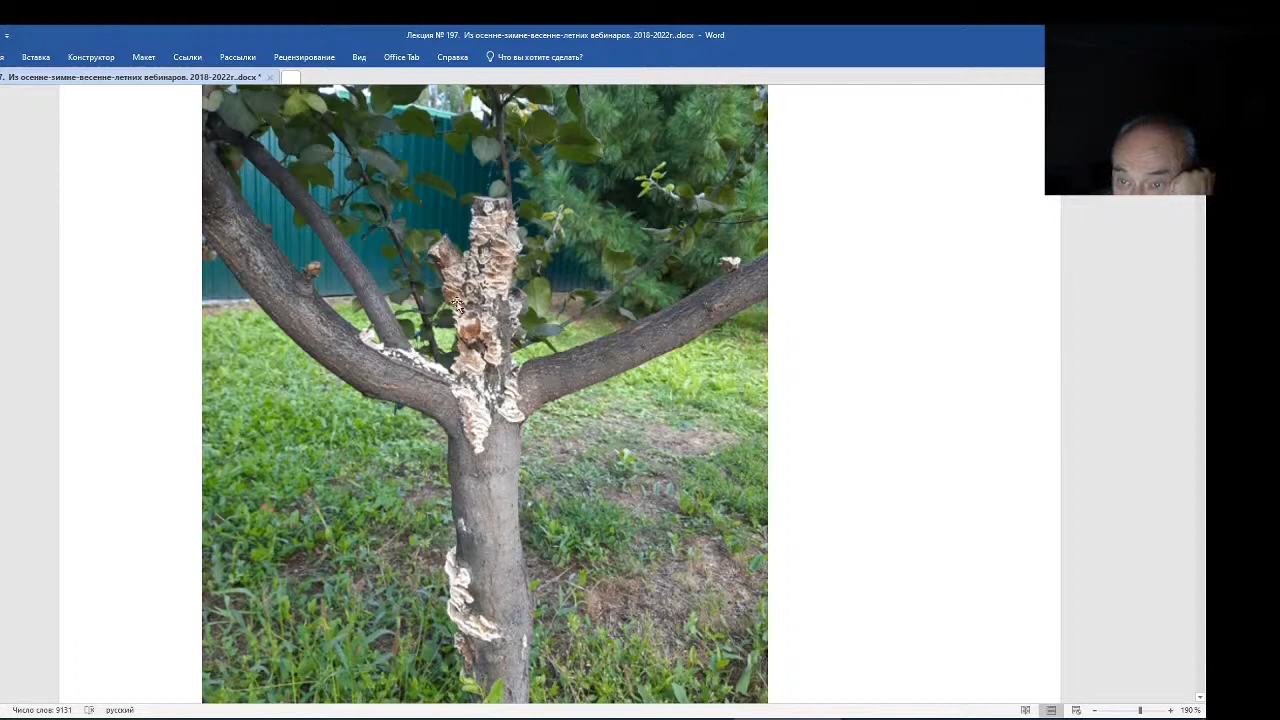 Лекция № 197. Из осенне-зимне-весенне-летних вебинаров. 2018-2022г..docx - Word
Вставка Конструктор Макет Ссылки Рассылки Рецензирование Вид Office Tab Справка Что вы хотите сделать?
7. Из осенне-зимне-весенне-летних вебинаров. 2018-2022г..docx *
Число слов: 9131 русский 190 %